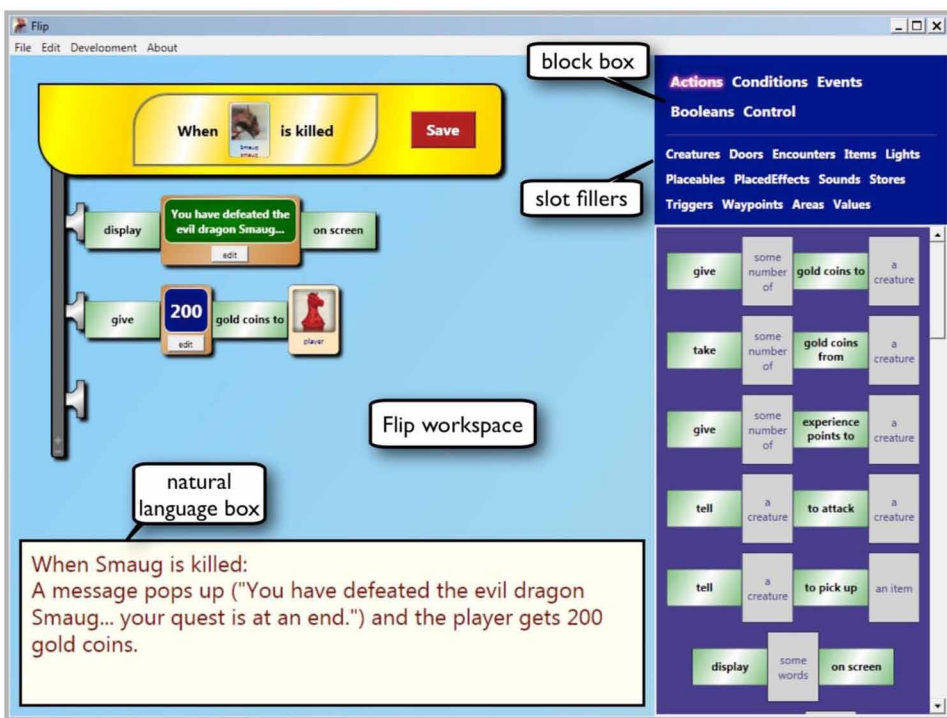 Flip
File Edit Development About
block box
Actions Conditions Events
Booleans Control
slot fillers
Creatures Doors Encounters Items Lights
Placeables PlacedEffects Sounds Stores
Triggers Waypoints Areas Values
When Smaug smaug is killed
Save
display
You have defeated the
evil dragon Smaug...
edit
on screen
give
200
edit
gold coins to
player
Flip workspace
natural
language box
When Smaug is killed:
A message pops up ("You have defeated the evil dragon
Smaug... your quest is at an end.") and the player gets 200
gold coins.
give
some
number
of
gold coins to
a
creature
take
some
number
of
gold coins
from
a
creature
give
some
number
of
experience
points to
a
creature
tell
a
creature
to attack
a
creature
tell
a
creature
to pick up
an item
display
some
words
on screen